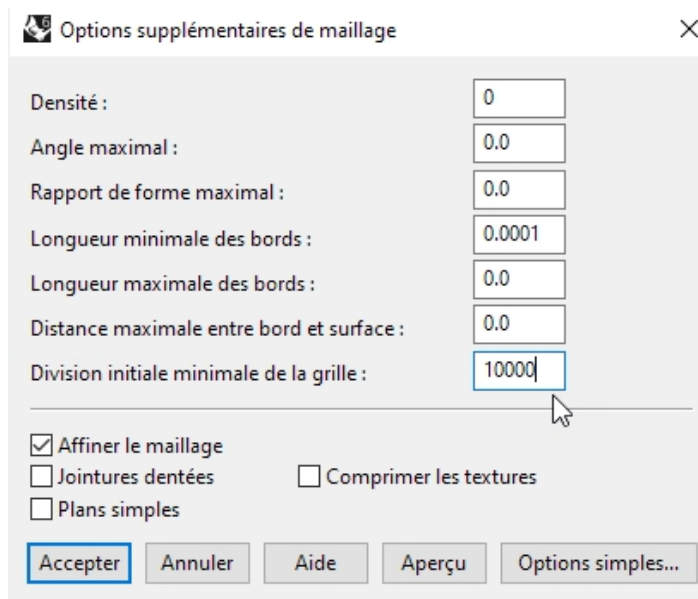 Options supplémentaires de maillage
Densité : 0
Angle maximal : 0.0
Rapport de forme maximal : 0.0
Longueur minimale des bords : 0.0001
Longueur maximale des bords : 0.0
Distance maximale entre bord et surface : 0.0
Division initiale minimale de la grille : 10000
Affiner le maillage
Jointures dentées Comprimer les textures
Plans simples
Accepter Annuler Aide Aperçu Options simples...